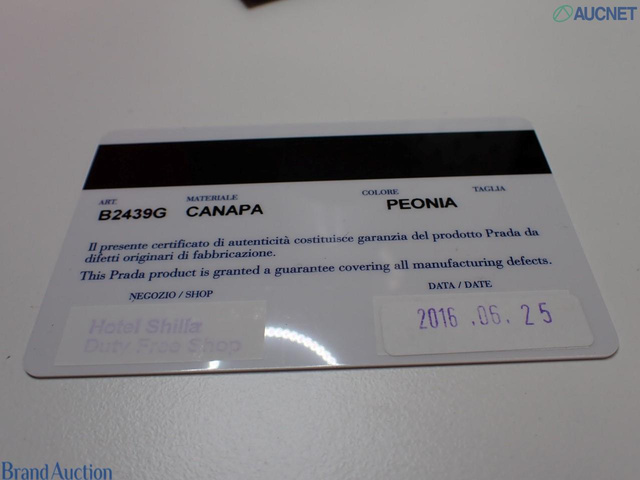 AUCNET
ART. MATERIALE COLORE TAGLIA
B2439G CANAPA PEONIA
Il presente certificato di autenticità costituisce garanzia del prodotto Prada da
difetti originari di fabbricazione.
This Prada product is granted a guarantee covering all manufacturing defects.
NEGOZIO / SHOP DATA / DATE
Hotel Shilla 2016 .06. 25
Duty Free Shop
Brand Auction